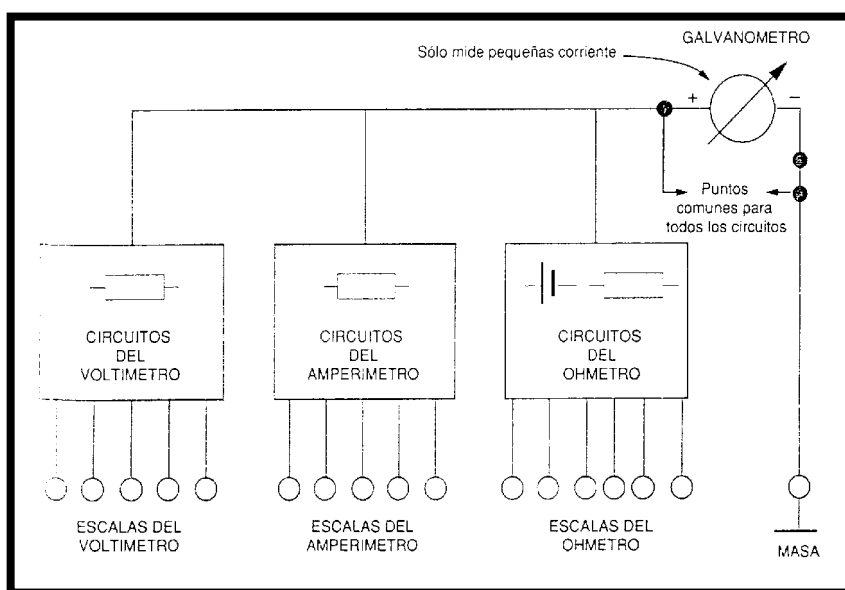 GALVANOMETRO
Sólo mide pequeñas corriente
+ −
Puntos
comunes para
todos los circuitos
CIRCUITOS
DEL
VOLTIMETRO
CIRCUITOS
DEL
AMPERIMETRO
CIRCUITOS
DEL
OHMETRO
ESCALAS DEL
VOLTIMETRO
ESCALAS DEL
AMPERIMETRO
ESCALAS DEL
OHMETRO
MASA